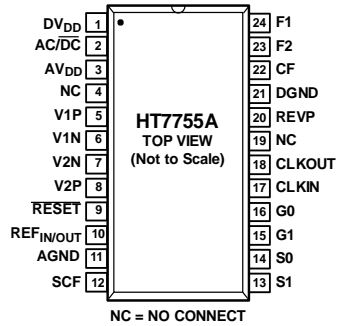 DVDD 1
AC/DC 2
AVDD 3
NC 4
V1P 5
V1N 6
V2N 7
V2P 8
RESET 9
REFIN/OUT 10
AGND 11
SCF 12
HT7755A
TOP VIEW
(Not to Scale)
24 F1
23 F2
22 CF
21 DGND
20 REVP
19 NC
18 CLKOUT
17 CLKIN
16 G0
15 G1
14 S0
13 S1
NC = NO CONNECT